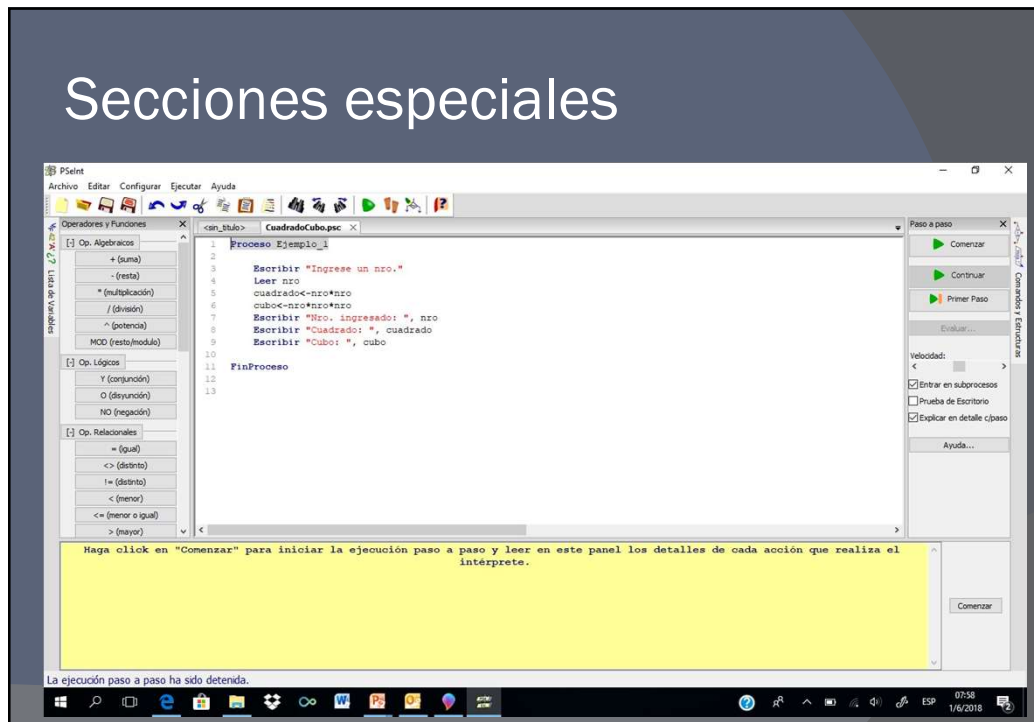 Secciones especiales
PSeInt
Archivo Editar Configurar Ejecutar Ayuda
Operadores y Funciones
[-] Op. Algebraicos
+ (suma)
- (resta)
* (multiplicación)
/ (división)
^ (potencia)
MOD (resto/modulo)
[-] Op. Lógicos
Y (conjunción)
O (disyunción)
NO (negación)
[-] Op. Relacionales
= (igual)
<> (distinto)
!= (distinto)
< (menor)
<= (menor o igual)
> (mayor)
Lista de Variables
<sin_titulo> CuadradoCubo.psc
1 Proceso Ejemplo_1
2
3 Escribir "Ingrese un nro."
4 Leer nro
5 cuadrado<-nro*nro
6 cubo<-nro*nro*nro
7 Escribir "Nro. ingresado: ", nro
8 Escribir "Cuadrado: ", cuadrado
9 Escribir "Cubo: ", cubo
10
11 FinProceso
12
13
Paso a paso
Comenzar
Continuar
Primer Paso
Evaluar...
Velocidad:
Entrar en subprocesos
Prueba de Escritorio
Explicar en detalle c/paso
Ayuda...
Comandos y Estructuras
Haga click en "Comenzar" para iniciar la ejecución paso a paso y leer en este panel los detalles de cada acción que realiza el
intérprete.
Comenzar
La ejecución paso a paso ha sido detenida.
ESP
07:58
1/6/2018